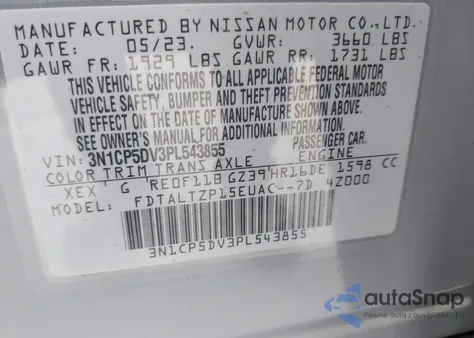 MANUFACTURED BY NISSAN MOTOR CO., LTD.
DATE: 05/23. GVWR: 3660 LBS
GAWR FR: 1929 LBS GAWR RR: 1731 LBS
THIS VEHICLE CONFORMS TO ALL APPLICABLE FEDERAL MOTOR
VEHICLE SAFETY, BUMPER AND THEFT PREVENTION STANDARDS
IN EFFECT ON THE DATE OF MANUFACTURE SHOWN ABOVE.
SEE OWNER'S MANUAL FOR ADDITIONAL INFORMATION.
VIN: 3N1CP5DV3PL543855 PASSENGER CAR
COLOR TRIM TRANS AXLE ENGINE
XEX G RE0F11B GZ39 HR16DE 1598 CC
FDTALTZP15EUAC--7D 4Z000
3N1CP5DV3PL543855
autoSnap